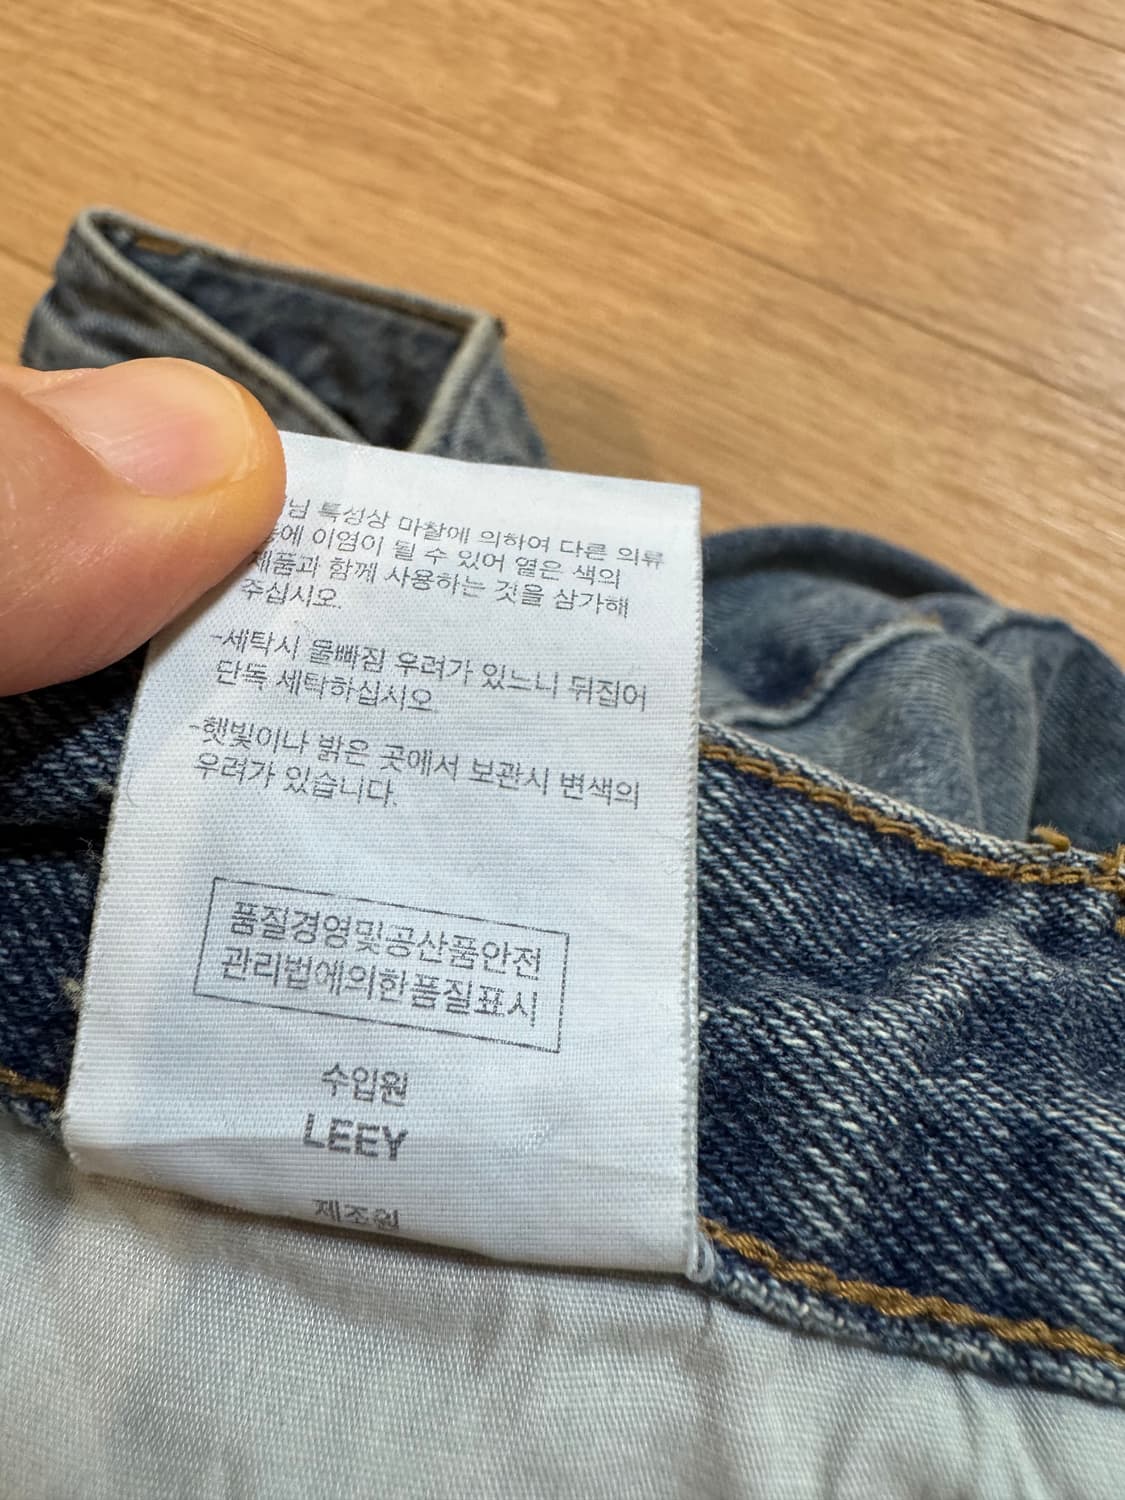 특성상 마찰에 의하여 다른 의류
이염이 될 수 있어 옅은 색의
제품과 함께 사용하는 것을 삼가해
주십시오.
-세탁시 올빠짐 우려가 있느니 뒤집어
단독 세탁하십시오.
-햇빛이나 밝은 곳에서 보관시 변색의
우려가 있습니다.
품질경영및공산품안전
관리법에의한품질표시
수입원
LEEY
제조원